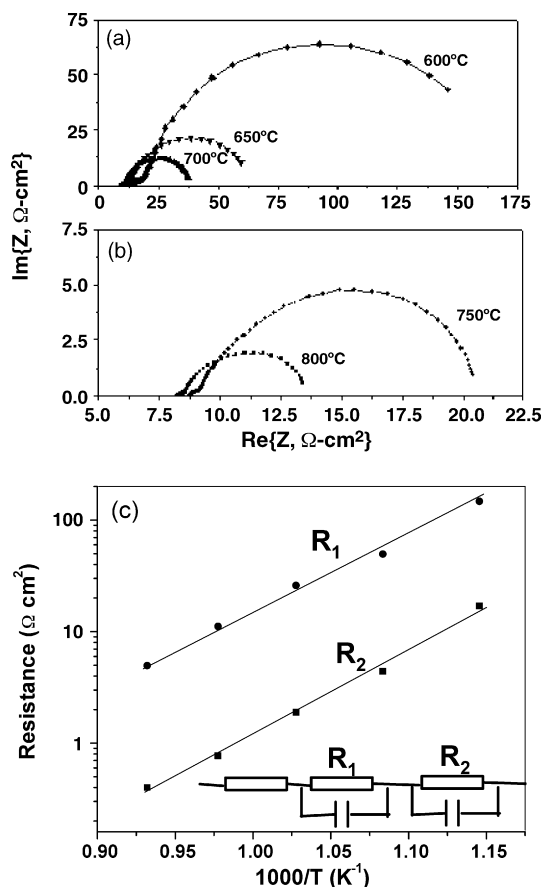 75
(a)
600ºC
50
650ºC
25
700ºC
0
0 25 50 75 100 125 150 175
Im{Z, Ω-cm²}
7.5
(b)
5.0
750ºC
2.5
800ºC
0.0
5.0 7.5 10.0 12.5 15.0 17.5 20.0 22.5
Re{Z, Ω-cm²}
(c)
100
R₁
10
R₂
1
R₁ R₂
Resistance (Ω cm²)
0.90 0.95 1.00 1.05 1.10 1.15
1000/T (K⁻¹)